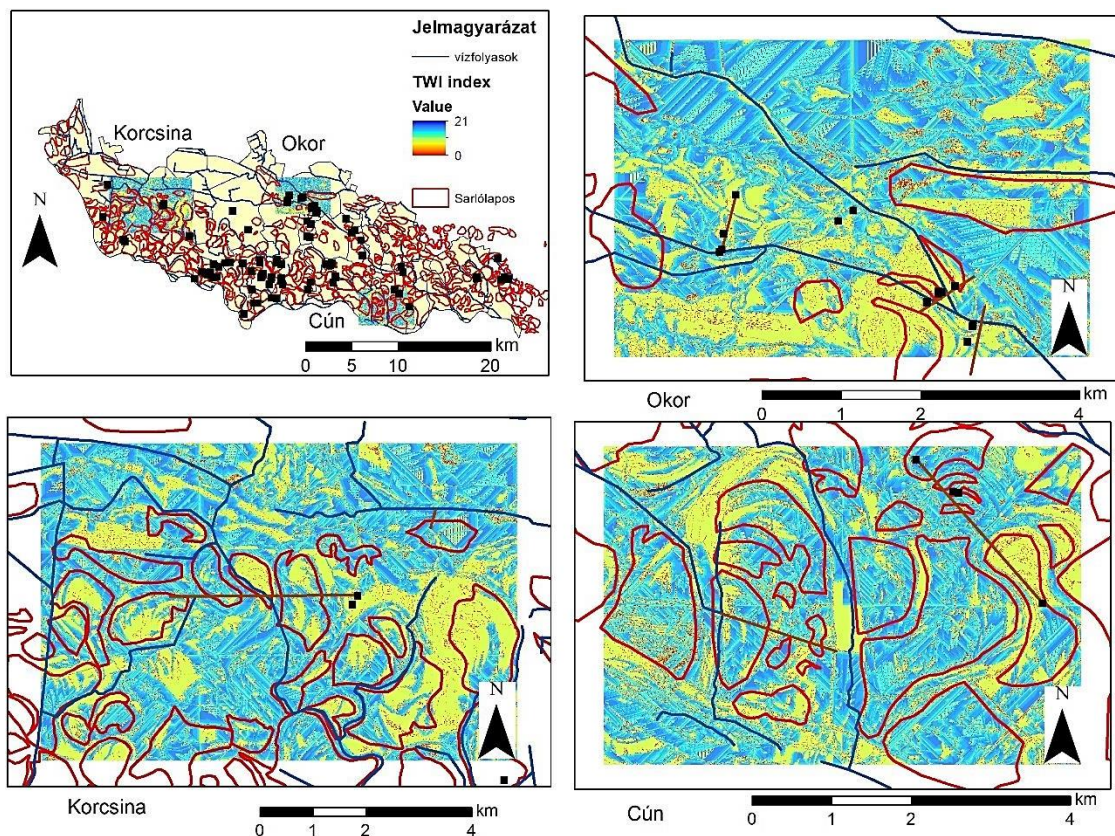 Jelmagyarázat
vízfolyasok
TWI index
Value
21
0
Sarlólapos
Korcsina
Okor
N
Cún
km
0 5 10 20
N
Okor
km
0 1 2 4
N
Korcsina
km
0 1 2 4
N
Cún
km
0 1 2 4